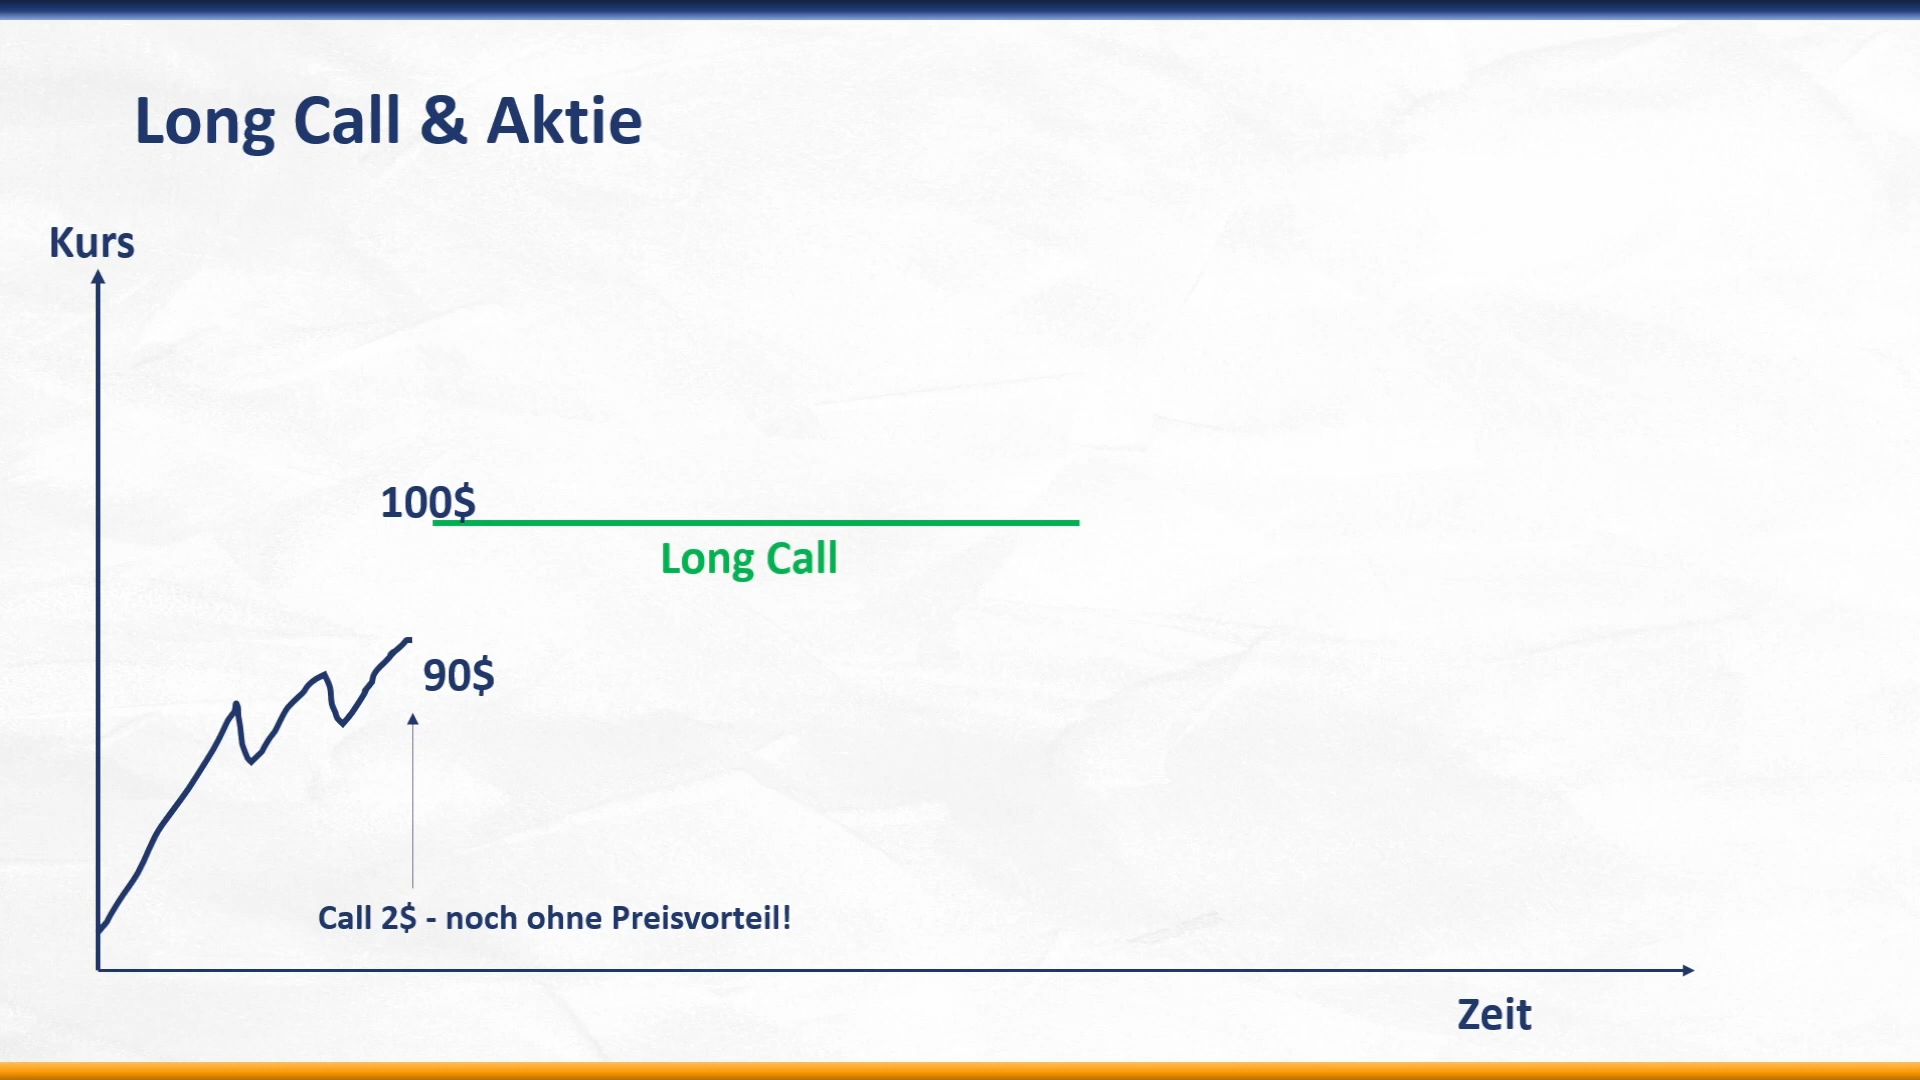 Long Call & Aktie
Kurs
100$
Long Call
90$
Call 2$ - noch ohne Preisvorteil!
Zeit